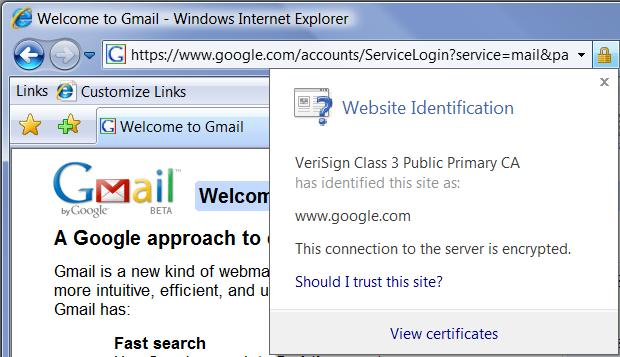 Welcome to Gmail - Windows Internet Explorer
https://www.google.com/accounts/ServiceLogin?service=mail&pa
Links Customize Links
Welcome to Gmail
Website Identification
VeriSign Class 3 Public Primary CA
has identified this site as:
www.google.com
This connection to the server is encrypted.
Should I trust this site?
View certificates
Gmail™
by Google BETA
Welcom
A Google approach to
Gmail is a new kind of webma
more intuitive, efficient, and u
Gmail has:
Fast search